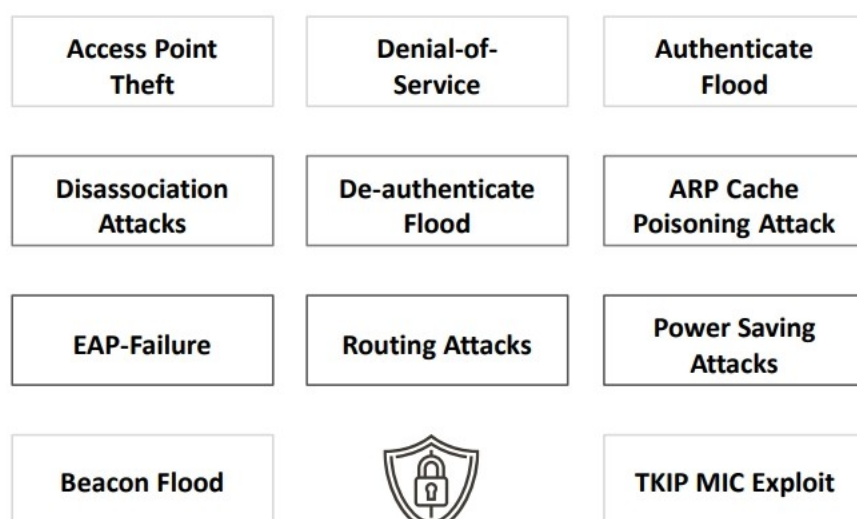 Access Point
Theft
Denial-of-
Service
Authenticate
Flood
Disassociation
Attacks
De-authenticate
Flood
ARP Cache
Poisoning Attack
EAP-Failure
Routing Attacks
Power Saving
Attacks
Beacon Flood
TKIP MIC Exploit